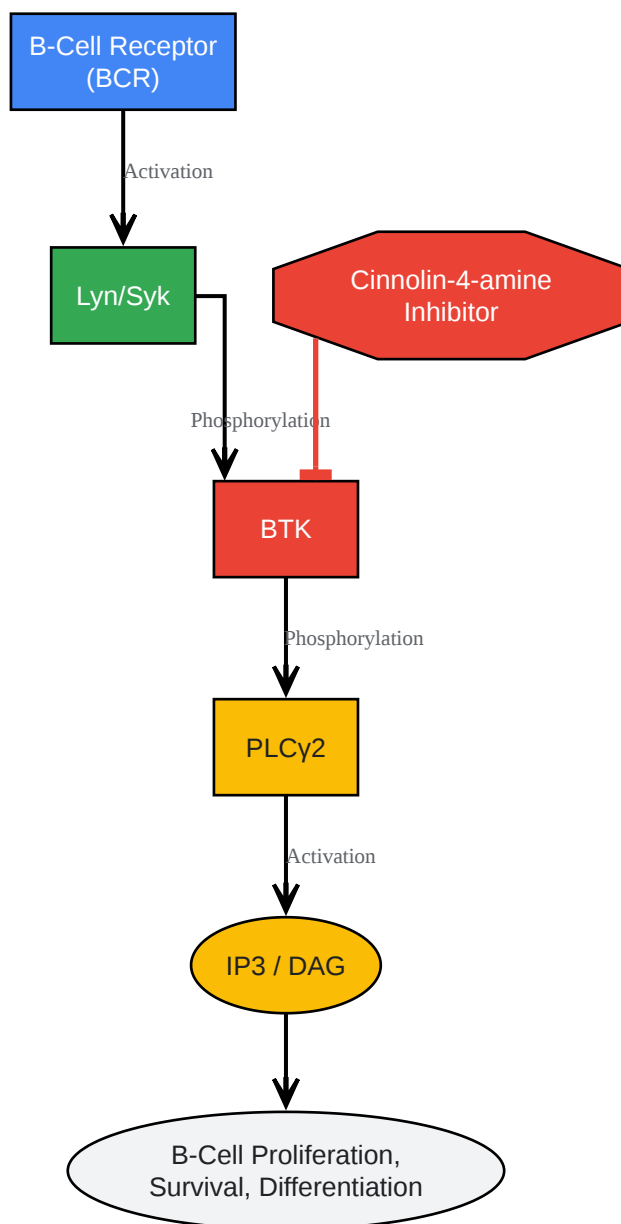 B-Cell Receptor
(BCR)
Activation
Lyn/Syk
Cinnolin-4-amine
Inhibitor
Phosphorylation
BTK
Phosphorylation
PLCγ2
Activation
IP3 / DAG
B-Cell Proliferation,
Survival, Differentiation